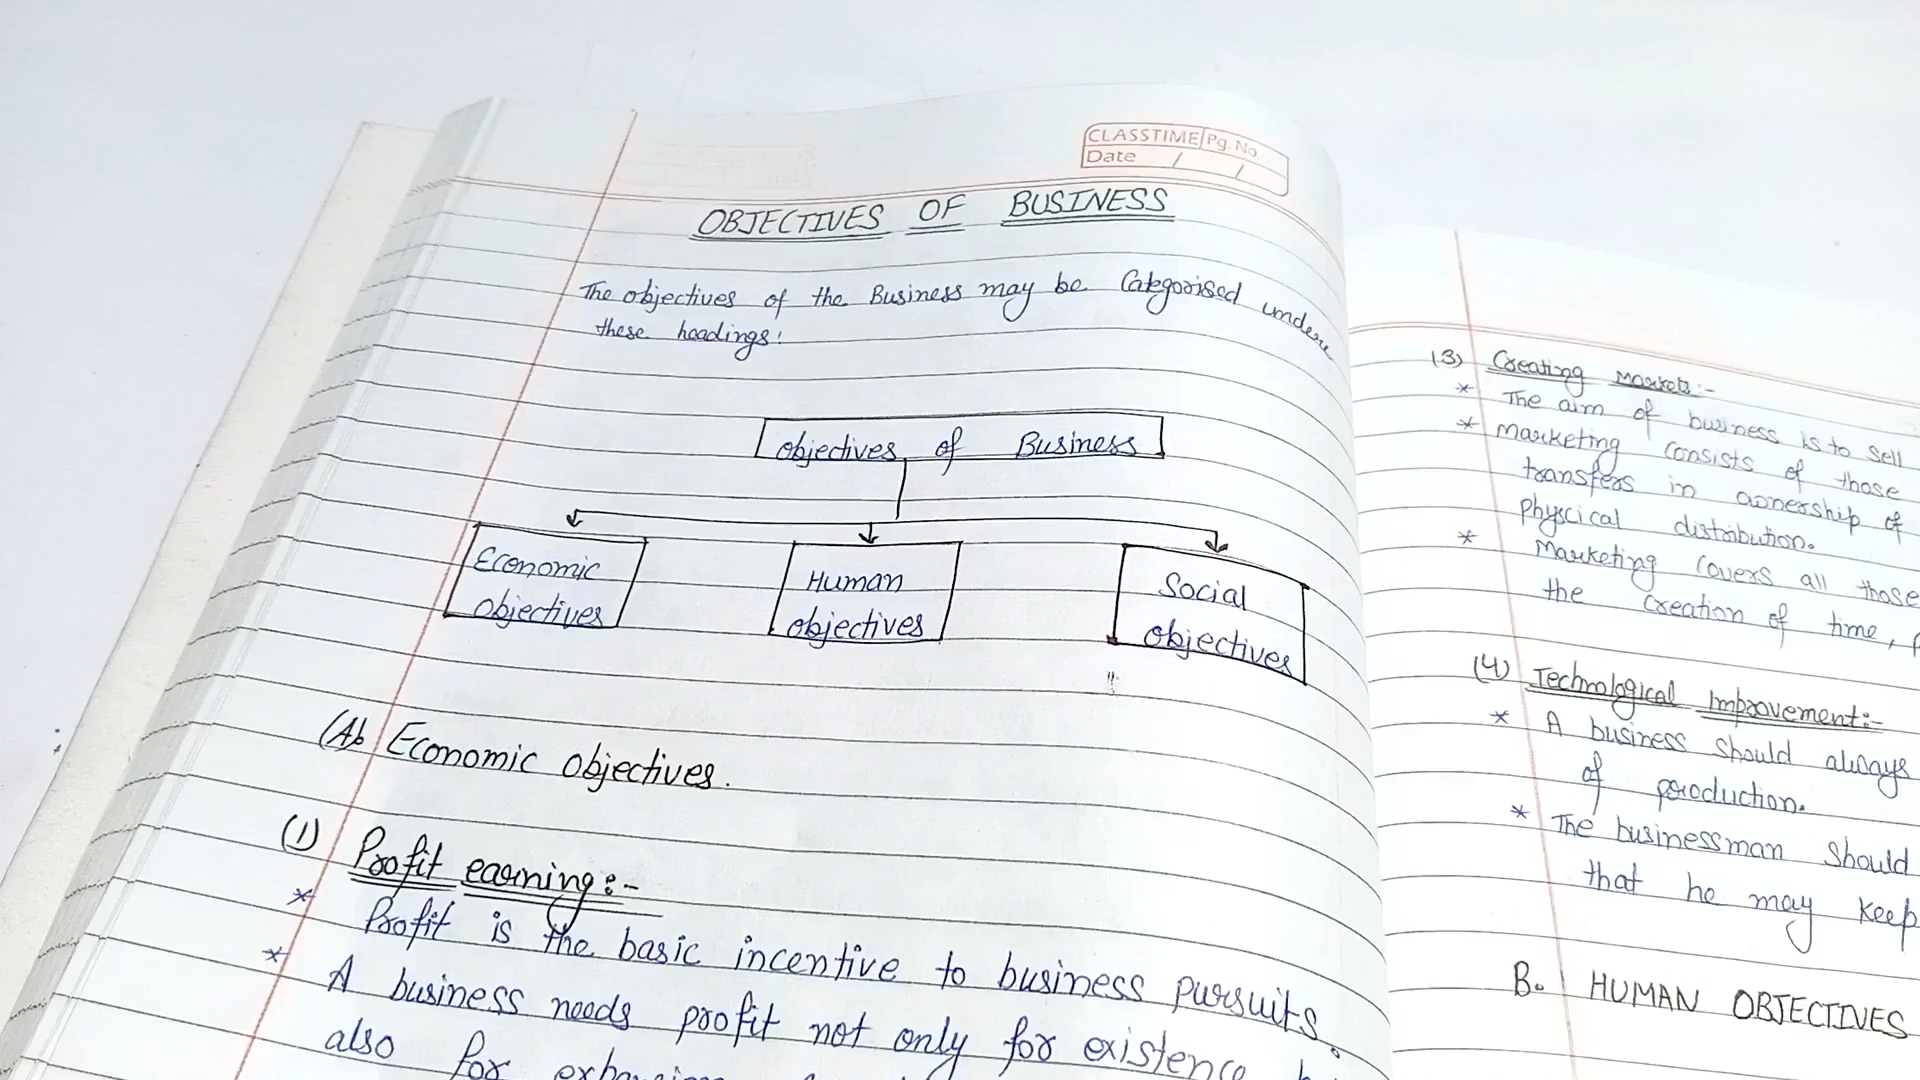 CLASSTIME Pg. No.
Date / /
OBJECTIVES OF BUSINESS
The objectives of the Business may be Categorised under
these headings:
Objectives of Business
Economic
objectives
Human
objectives
Social
objectives
(A) Economic objectives.
(1) Profit earning:-
* Profit is the basic incentive to business pursuits.
* A business needs profit not only for existence
also for
(3) Creating Markets:-
* The aim of business is to sell
* Marketing consists of those
transfers in ownership of
physcical distribution.
* Marketing covers all those
the creation of time,
(4) Technological Improvement:-
* A business should always
of production.
* The businessman should
that he may keep
B. HUMAN OBJECTIVES